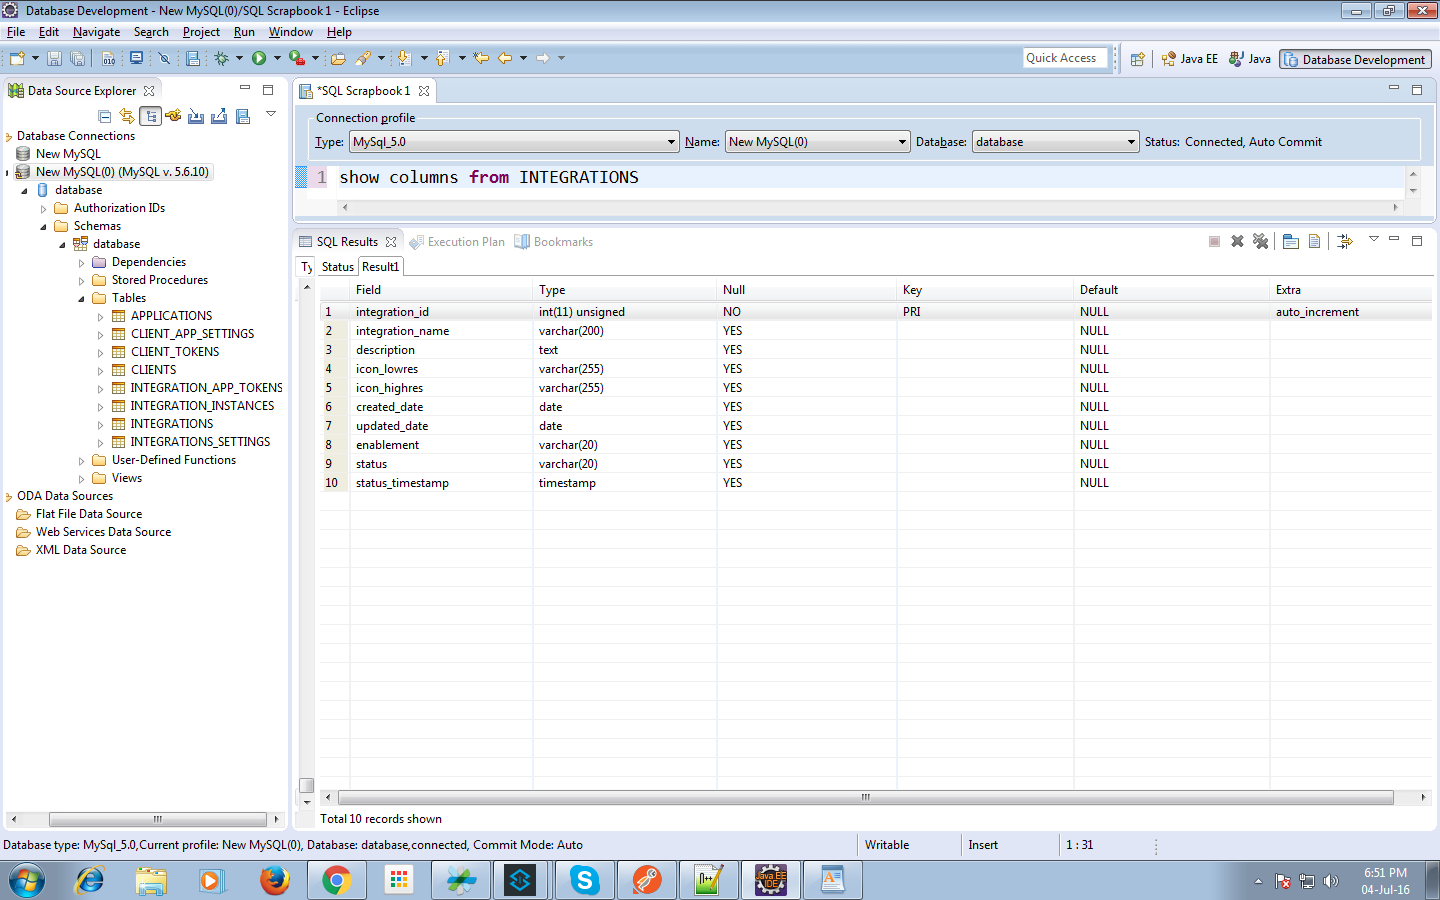 Database Development - New MySQL(0)/SQL Scrapbook 1 - Eclipse
File Edit Navigate Search Project Run Window Help
Quick Access Java EE Java Database Development
Data Source Explorer
Database Connections
New MySQL
New MySQL(0) (MySQL v. 5.6.10)
database
Authorization IDs
Schemas
database
Dependencies
Stored Procedures
Tables
APPLICATIONS
CLIENT_APP_SETTINGS
CLIENT_TOKENS
CLIENTS
INTEGRATION_APP_TOKENS
INTEGRATION_INSTANCES
INTEGRATIONS
INTEGRATIONS_SETTINGS
User-Defined Functions
Views
ODA Data Sources
Flat File Data Source
Web Services Data Source
XML Data Source
*SQL Scrapbook 1
Connection profile
Type: MySql_5.0 Name: New MySQL(0) Database: database Status: Connected, Auto Commit
1 show columns from INTEGRATIONS
SQL Results Execution Plan Bookmarks
Ty Status Result1
Field Type Null Key Default Extra
1 integration_id int(11) unsigned NO PRI NULL auto_increment
2 integration_name varchar(200) YES NULL
3 description text YES NULL
4 icon_lowres varchar(255) YES NULL
5 icon_highres varchar(255) YES NULL
6 created_date date YES NULL
7 updated_date date YES NULL
8 enablement varchar(20) YES NULL
9 status varchar(20) YES NULL
10 status_timestamp timestamp YES NULL
Total 10 records shown
Database type: MySql_5.0,Current profile: New MySQL(0), Database: database,connected, Commit Mode: Auto Writable Insert 1 : 31
Java EE
IDE
6:51 PM
04-Jul-16